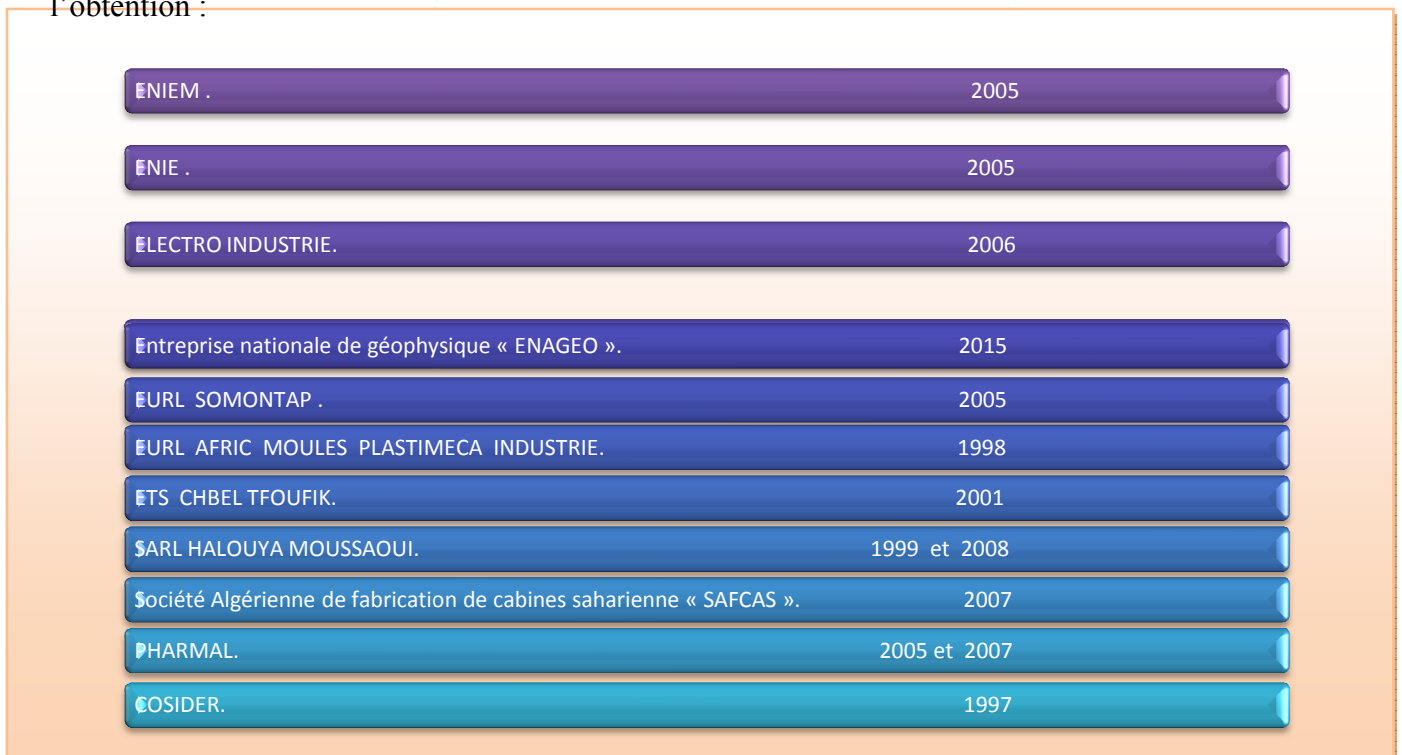 l'obtention :
ENIEM . 2005
ENIE . 2005
ELECTRO INDUSTRIE. 2006
Entreprise nationale de géophysique « ENAGEO ». 2015
EURL SOMONTAP . 2005
EURL AFRIC MOULES PLASTIMECA INDUSTRIE. 1998
ETS CHBEL TFOUFIK. 2001
SARL HALOUYA MOUSSAOUI. 1999 et 2008
Société Algérienne de fabrication de cabines saharienne « SAFCAS ». 2007
PHARMAL. 2005 et 2007
COSIDER. 1997